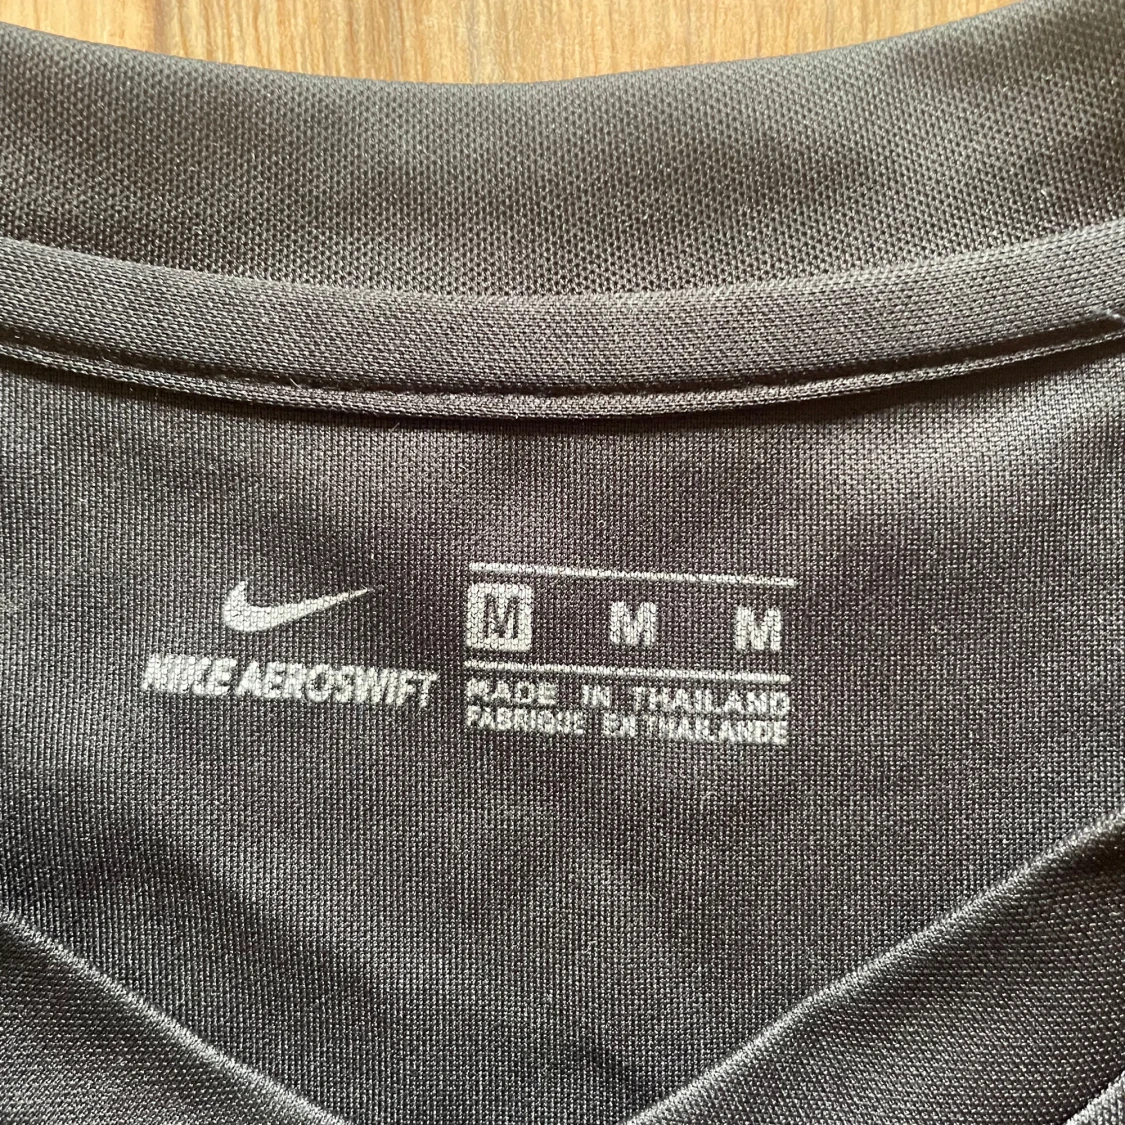 NIKE AEROSWIFT
M M M
MADE IN THAILAND
FABRIQUE EN THAILANDE